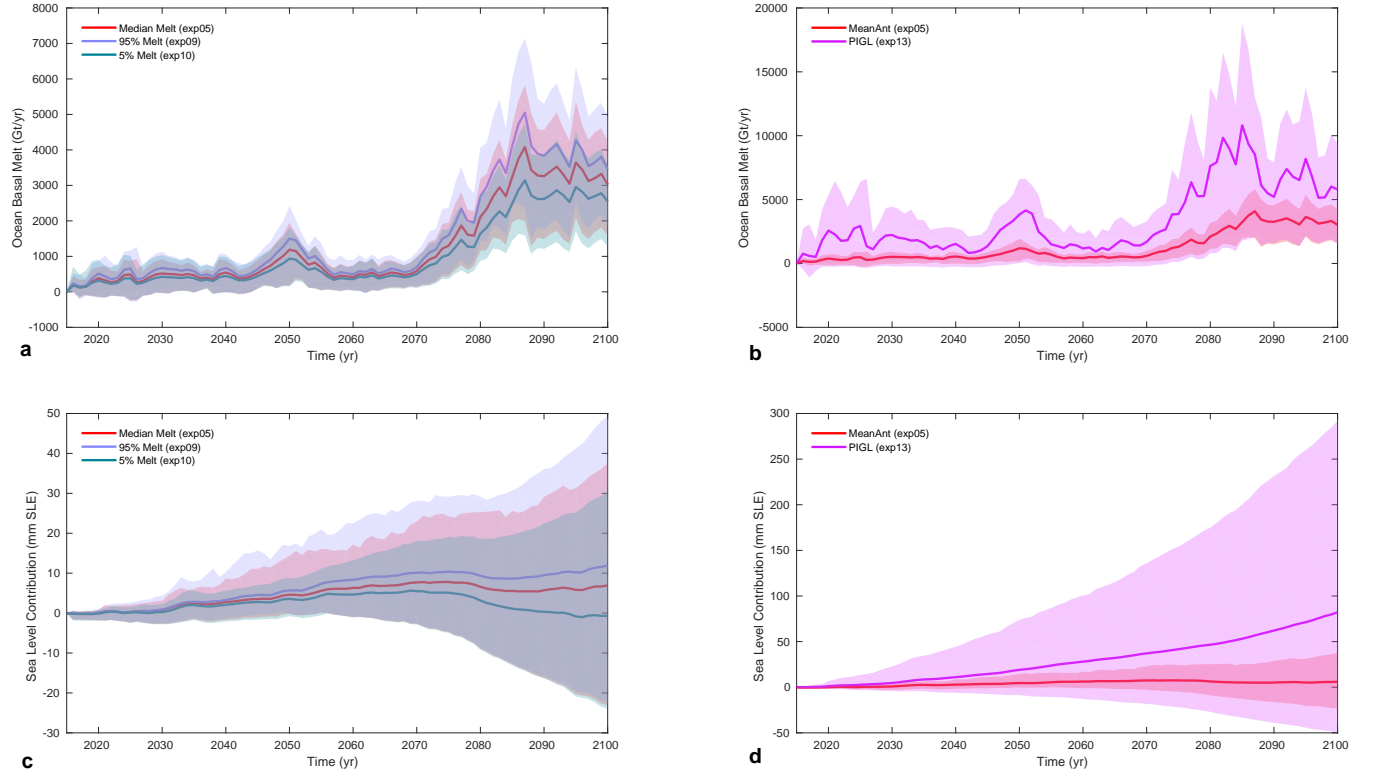 8000
7000
6000
5000
4000
3000
2000
1000
0
-1000
Ocean Basal Melt (Gt/yr)
Median Melt (exp05)
95% Melt (exp09)
5% Melt (exp10)
2020 2030 2040 2050 2060 2070 2080 2090 2100
Time (yr)
a
20000
15000
10000
5000
0
-5000
Ocean Basal Melt (Gt/yr)
MeanAnt (exp05)
PIGL (exp13)
2020 2030 2040 2050 2060 2070 2080 2090 2100
Time (yr)
b
50
40
30
20
10
0
-10
-20
-30
Sea Level Contribution (mm SLE)
Median Melt (exp05)
95% Melt (exp09)
5% Melt (exp10)
2020 2030 2040 2050 2060 2070 2080 2090 2100
Time (yr)
c
300
250
200
150
100
50
0
-50
Sea Level Contribution (mm SLE)
MeanAnt (exp05)
PIGL (exp13)
2020 2030 2040 2050 2060 2070 2080 2090 2100
Time (yr)
d